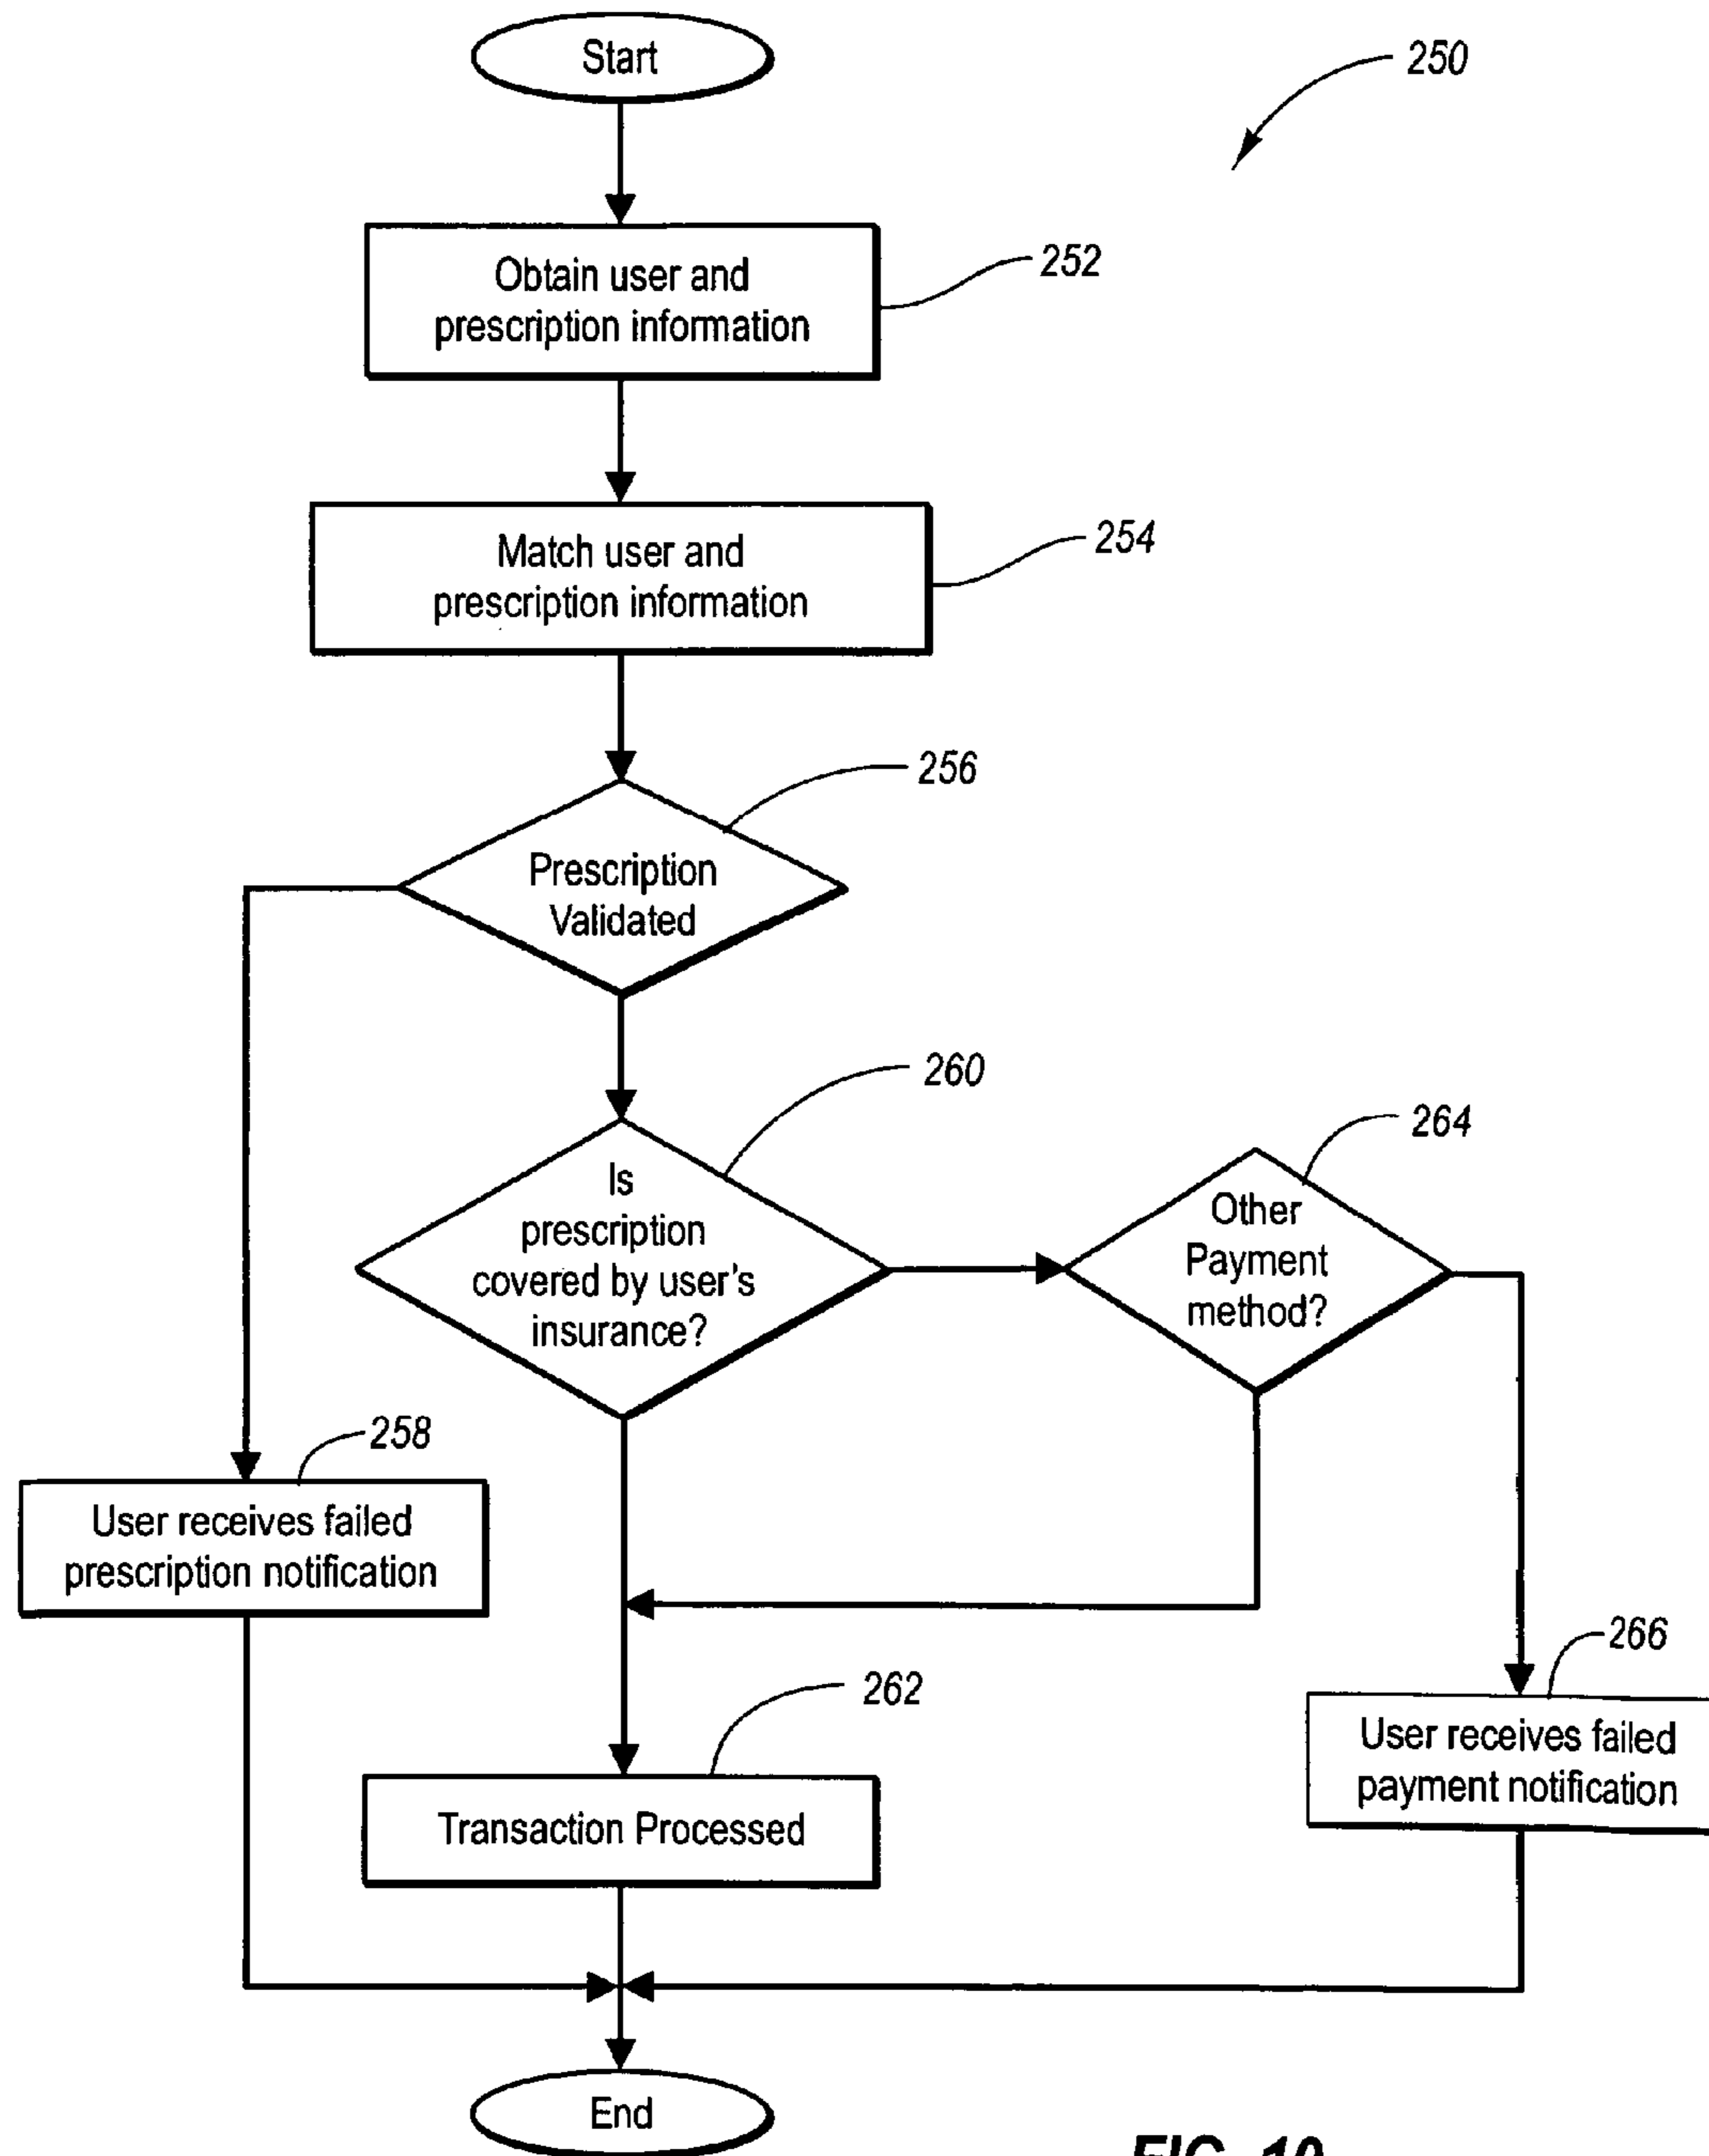 Start
250
Obtain user and
prescription information
252
Match user and
prescription information
254
256
Prescription
Validated
260
Is
prescription
covered by user's
insurance?
264
Other
Payment
method?
258
User receives failed
prescription notification
266
User receives failed
payment notification
262
Transaction Processed
End
FIG. 10